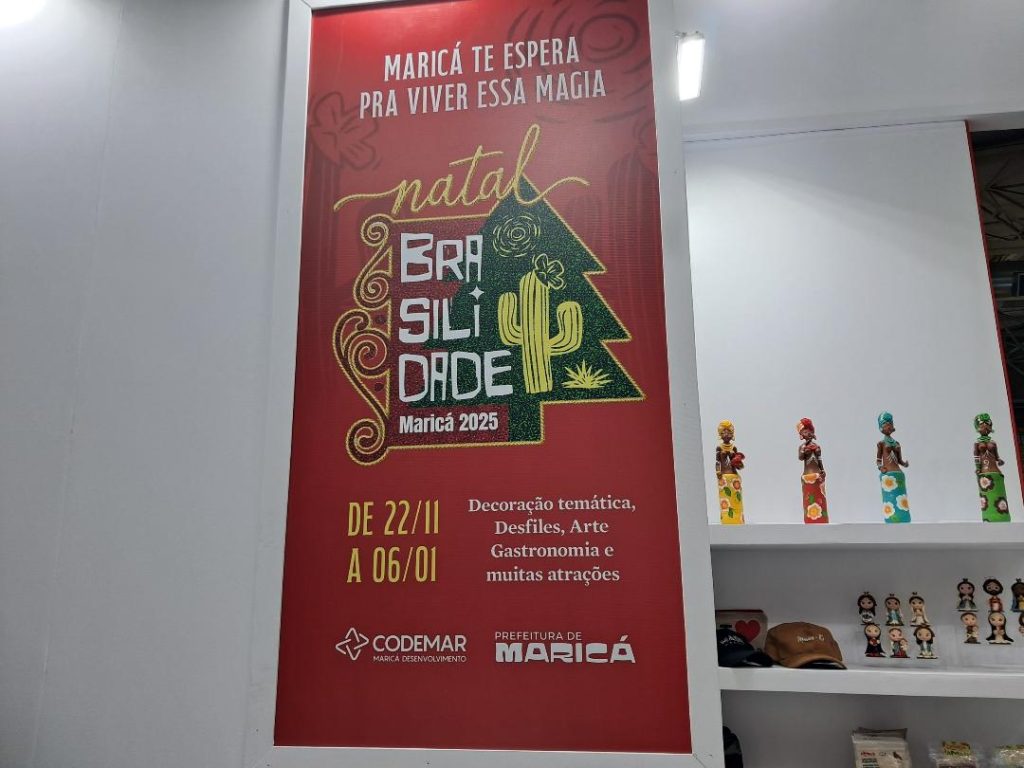 MARICÁ TE ESPERA
PRA VIVER ESSA MAGIA
natal
BRA
SILI
DADE
Maricá 2025
DE 22/11
A 06/01
Decoração temática,
Desfiles, Arte
Gastronomia e
muitas atrações
CODEMAR
MARICÁ DESENVOLVIMENTO
PREFEITURA DE
MARICÁ